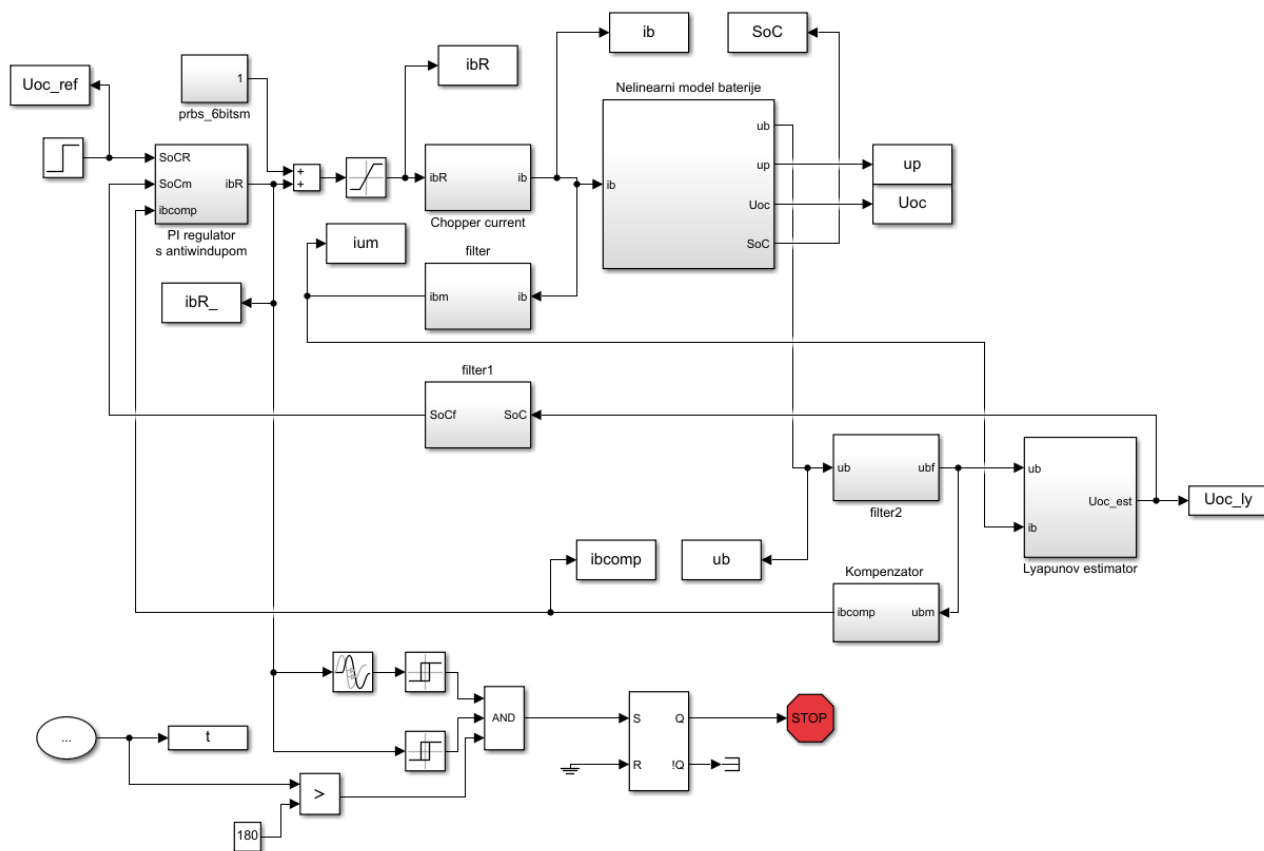 ib
SoC
ibR
Uoc_ref
1
prbs_6bitsm
Nelinearni model baterije
ub
up
Uoc
SoC
ib
up
Uoc
SoCR
SoCm
ibcomp
ibR
PI regulator
s antiwindupom
+
+
ibR
ib
Chopper current
ium
filter
ibm
ib
ibR_
filter1
SoCf
SoC
ub
ubf
filter2
ub
ib
Uoc_est
Lyapunov estimator
Uoc_ly
ibcomp
ub
Kompenzator
ibcomp
ubm
AND
S
R
Q
!Q
STOP
...
t
>
180